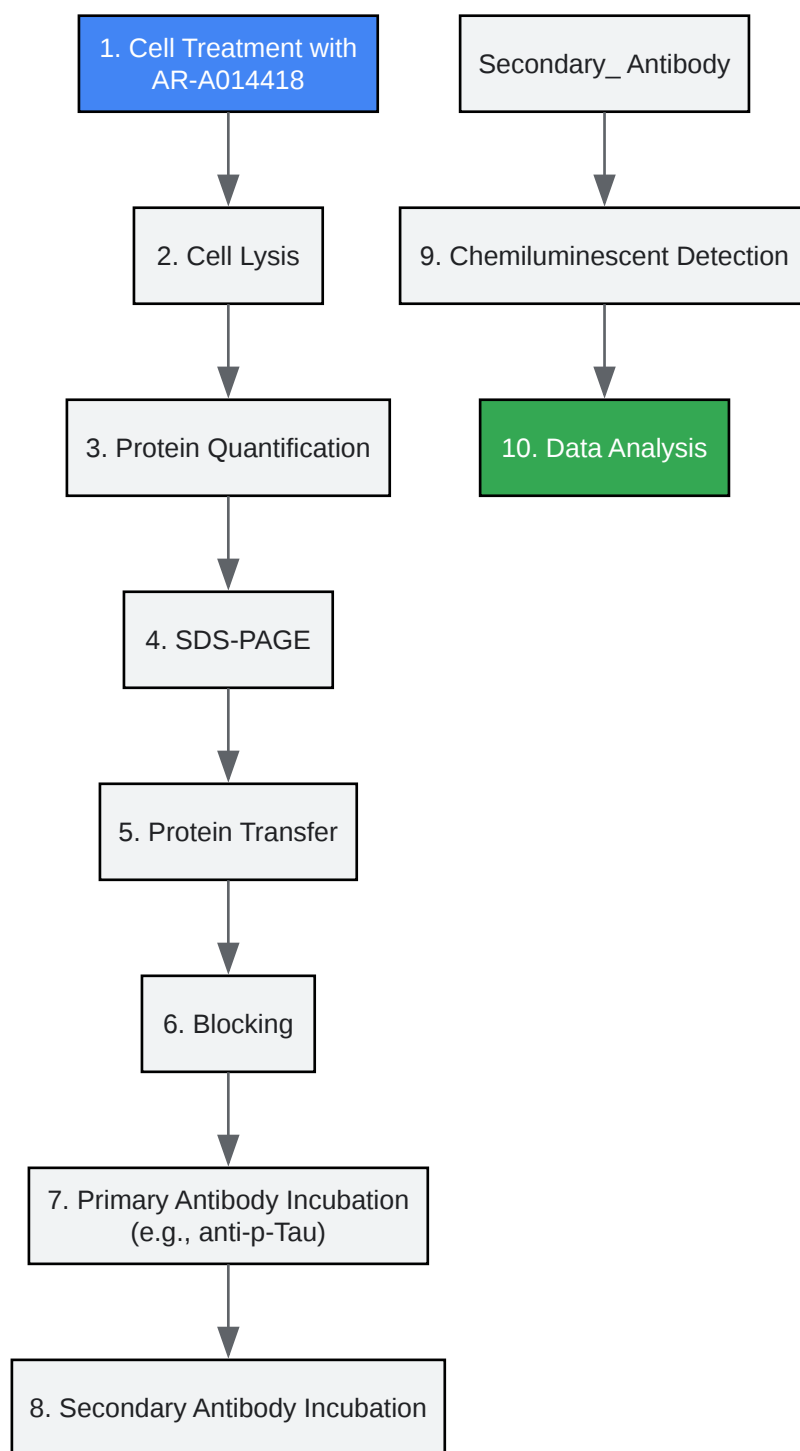 1. Cell Treatment with
AR-A014418
2. Cell Lysis
3. Protein Quantification
4. SDS-PAGE
5. Protein Transfer
6. Blocking
7. Primary Antibody Incubation
(e.g., anti-p-Tau)
8. Secondary Antibody Incubation
Secondary_ Antibody
9. Chemiluminescent Detection
10. Data Analysis